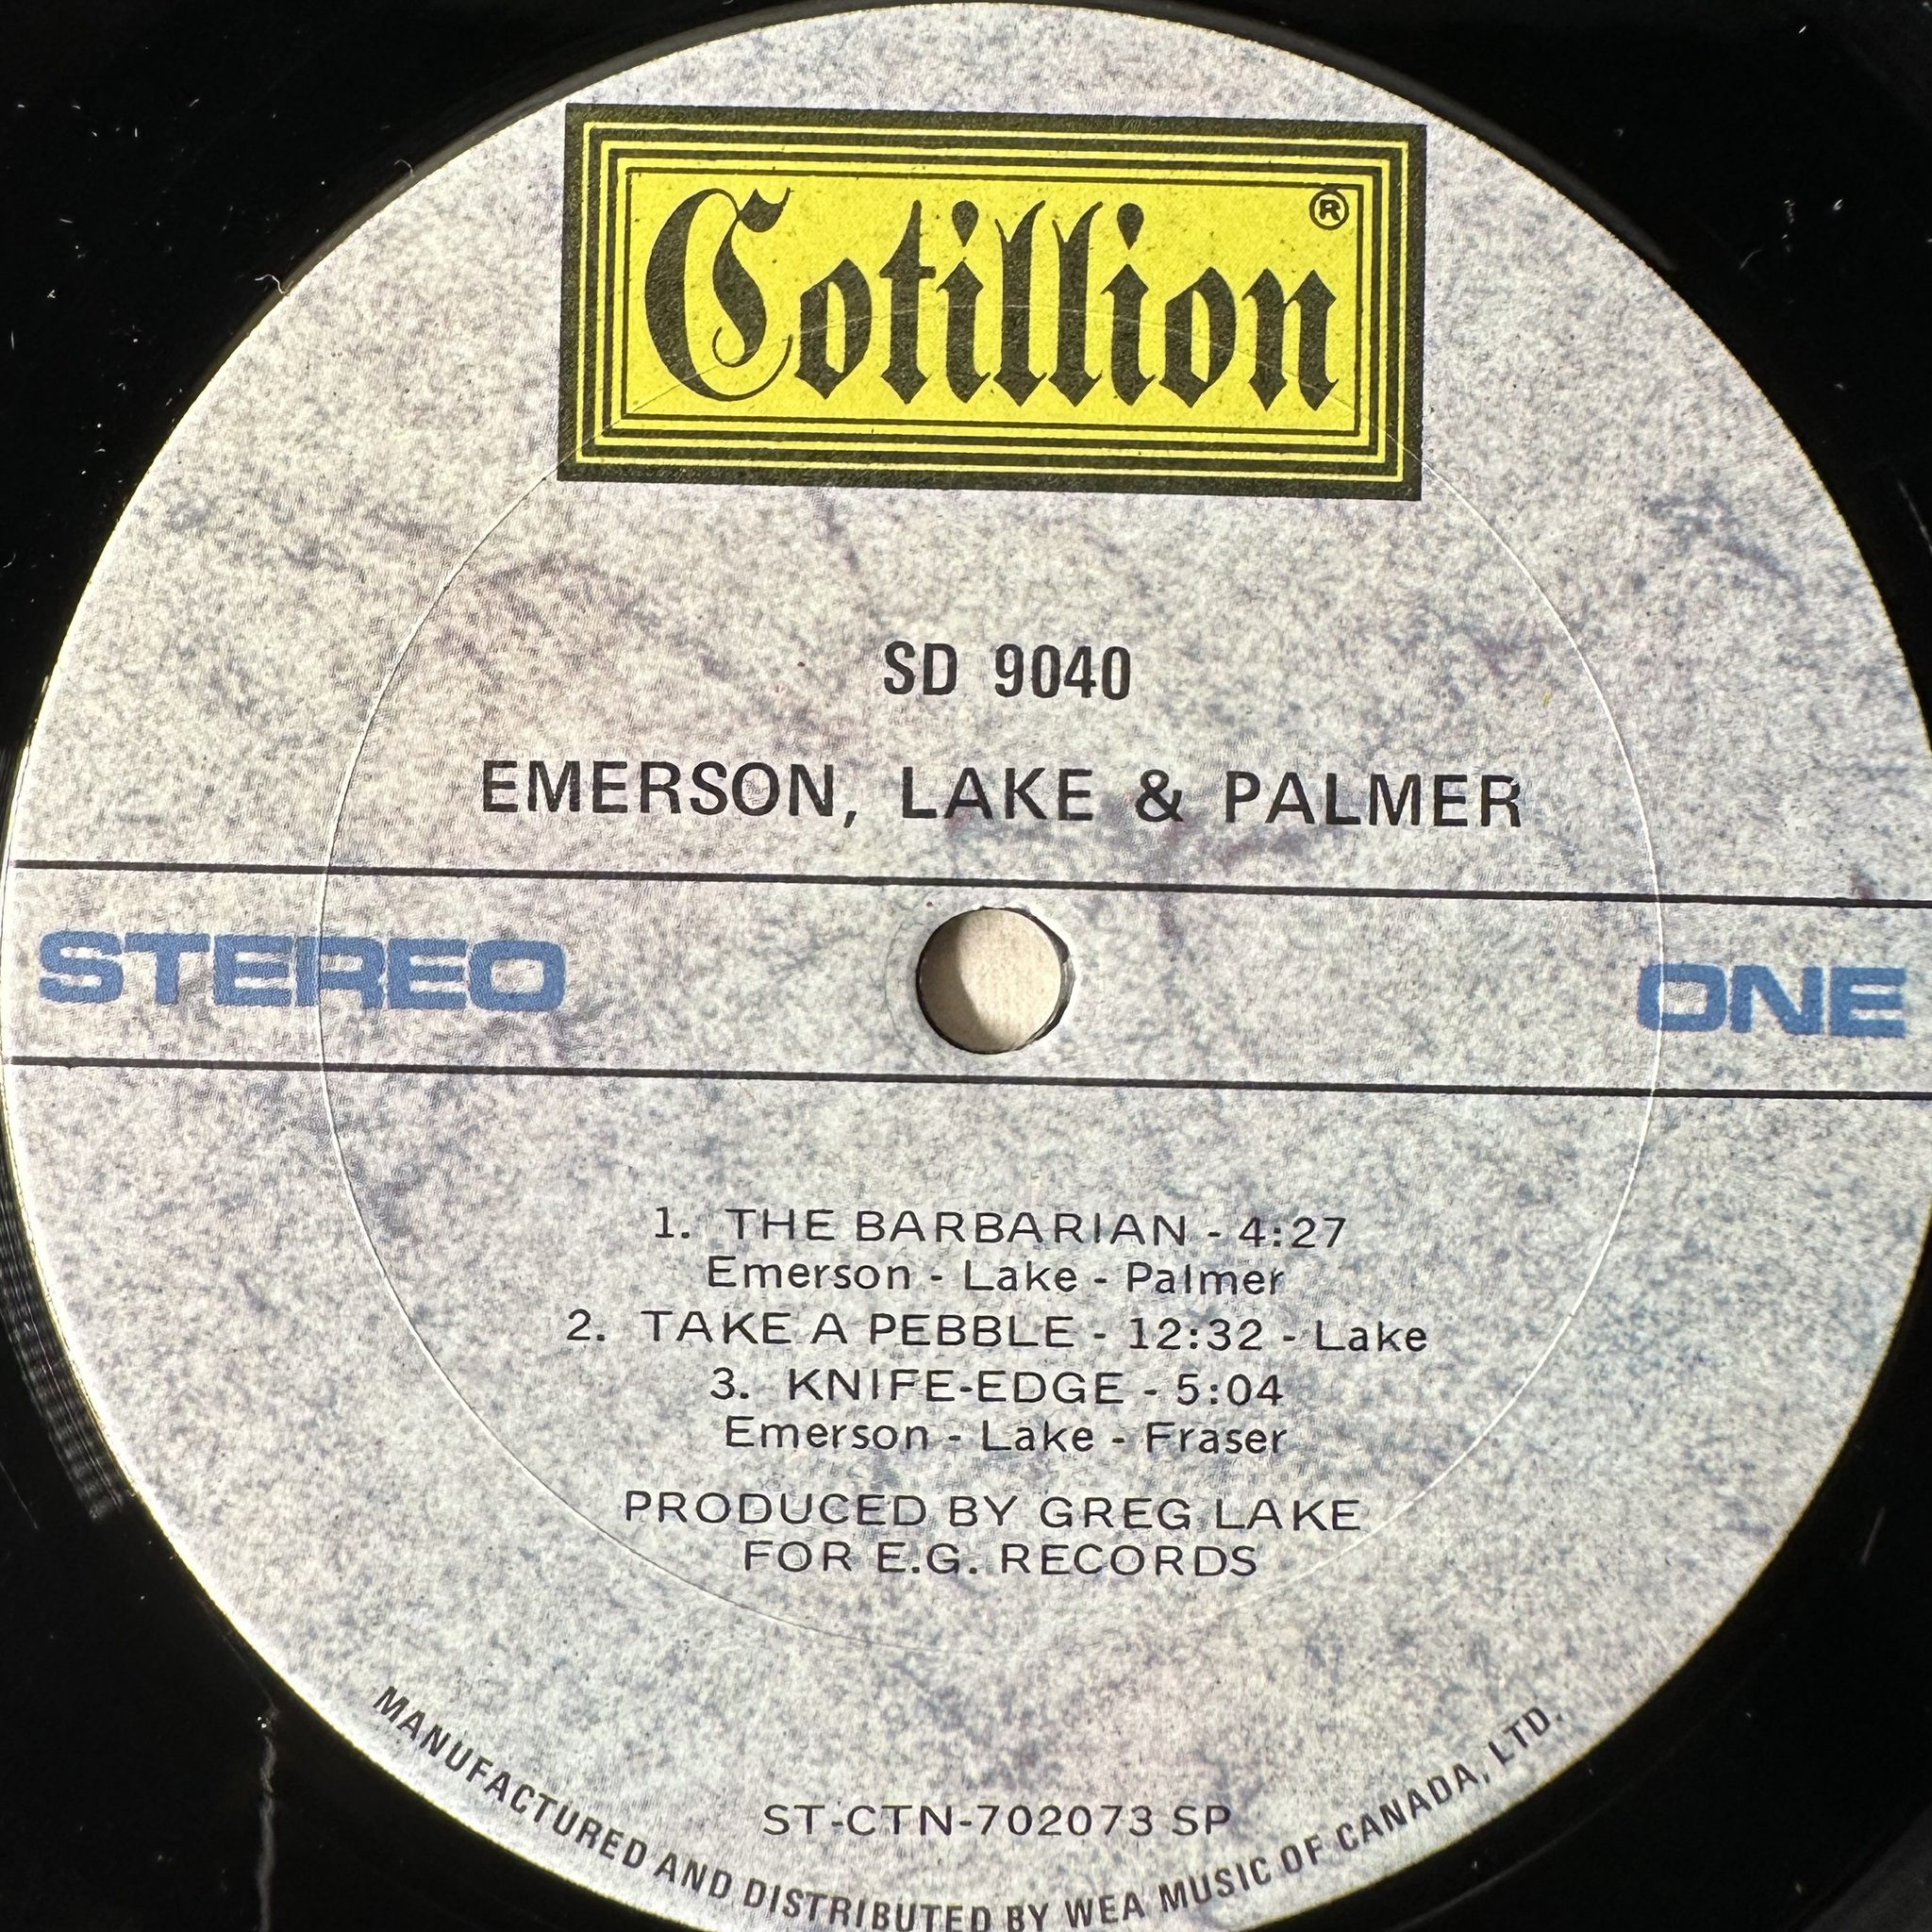 Cotillion ®
SD 9040
EMERSON, LAKE & PALMER
STEREO
ONE
1. THE BARBARIAN - 4:27
Emerson - Lake - Palmer
2. TAKE A PEBBLE - 12:32 - Lake
3. KNIFE-EDGE - 5:04
Emerson - Lake - Fraser
PRODUCED BY GREG LAKE
FOR E.G. RECORDS
ST-CTN-702073 SP
MANUFACTURED AND DISTRIBUTED BY WEA MUSIC OF CANADA, LTD.